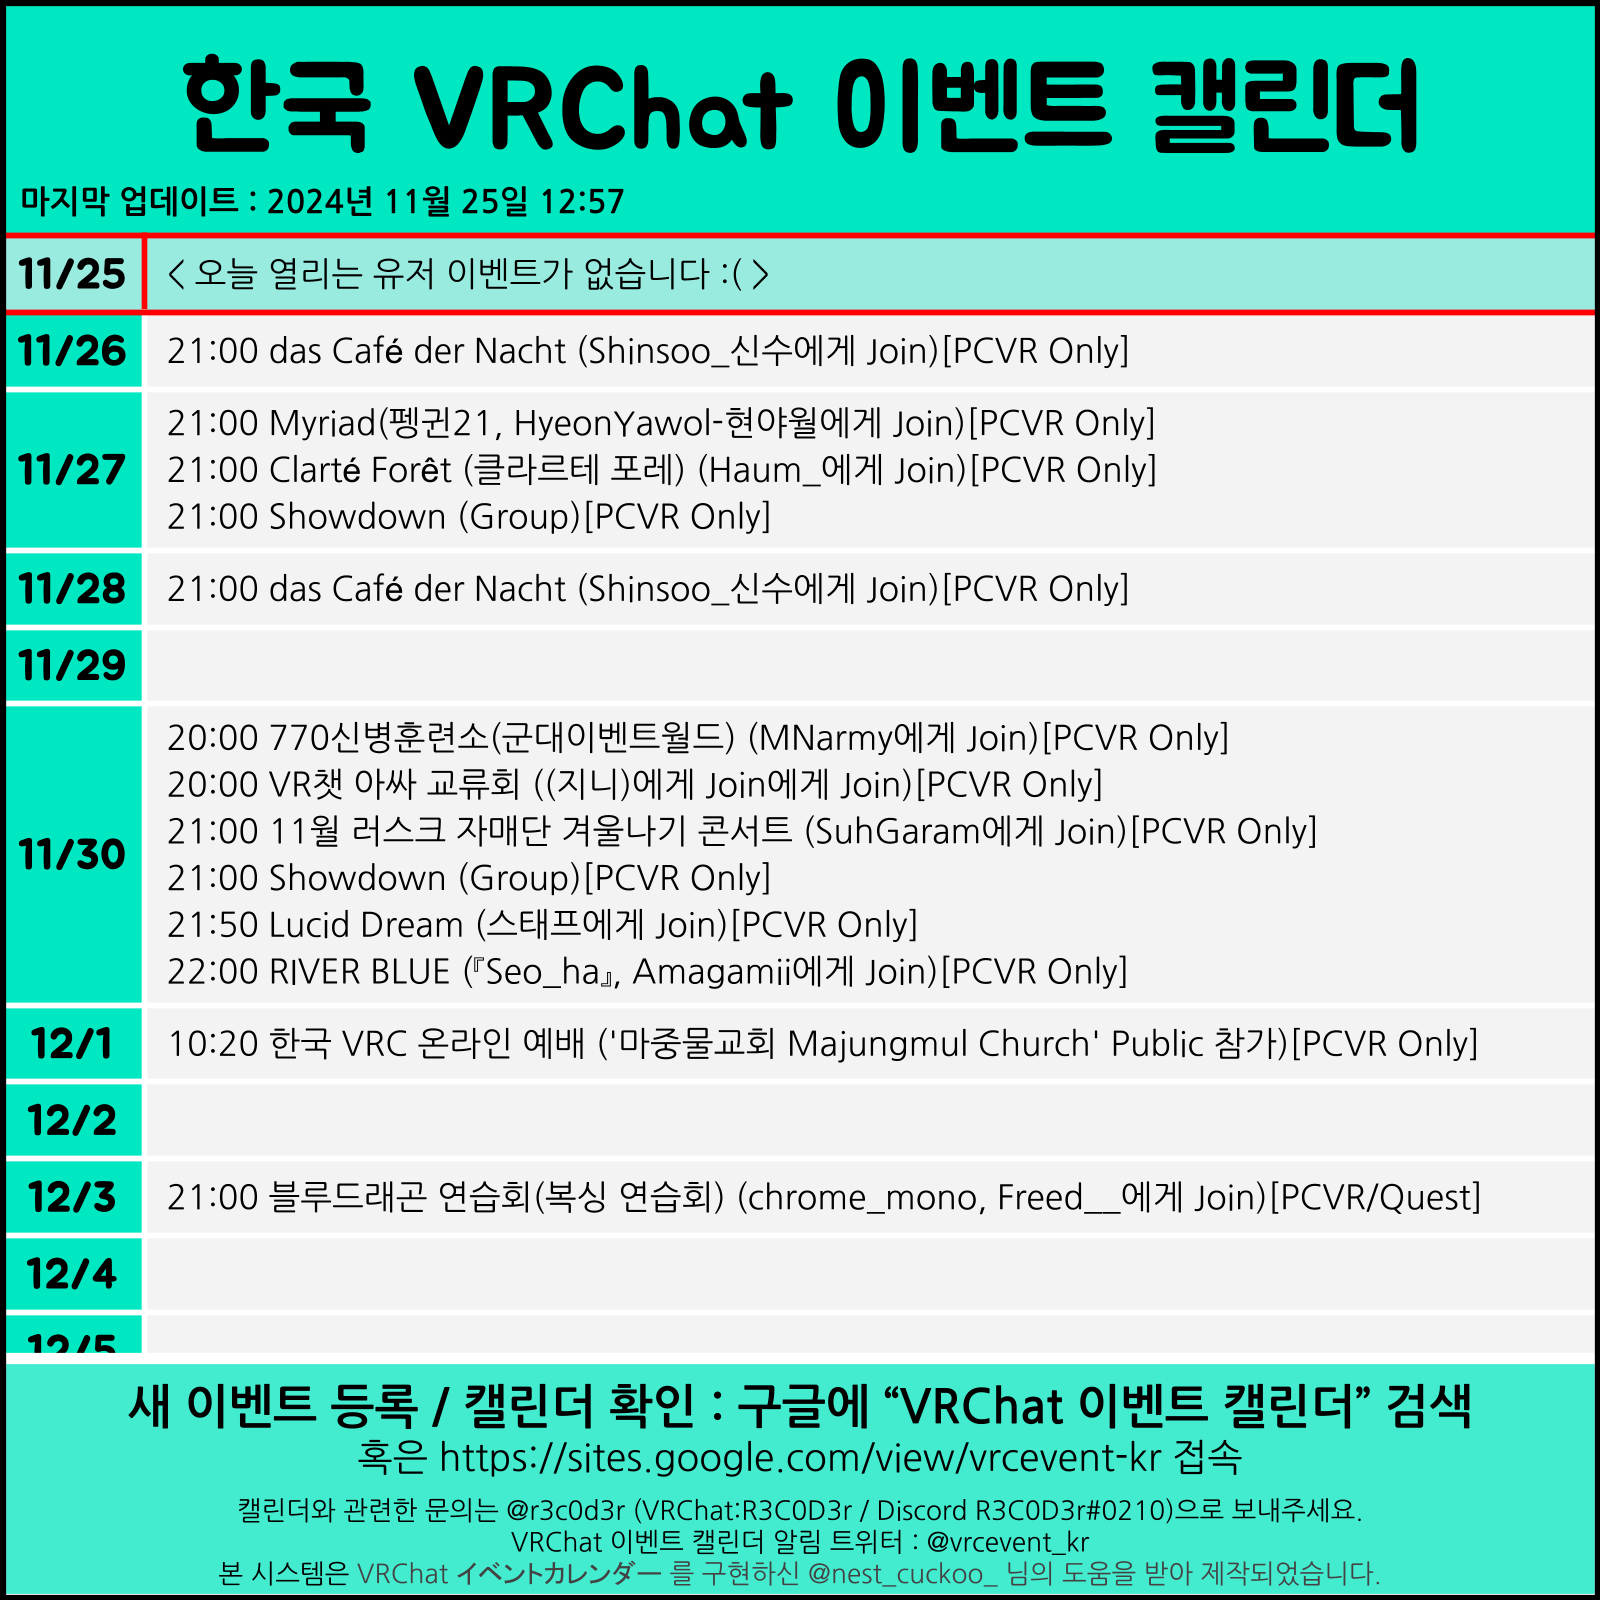 한국 VRChat 이벤트 캘린더
마지막 업데이트 : 2024년 11월 25일 12:57
11/25 < 오늘 열리는 유저 이벤트가 없습니다 :( >
11/26 21:00 das Café der Nacht (Shinsoo_신수에게 Join)[PCVR Only]
11/27
21:00 Myriad(펭귄21, HyeonYawol-현야월에게 Join)[PCVR Only]
21:00 Clarté Forêt (클라르테 포레) (Haum_에게 Join)[PCVR Only]
21:00 Showdown (Group)[PCVR Only]
11/28 21:00 das Café der Nacht (Shinsoo_신수에게 Join)[PCVR Only]
11/29
11/30
20:00 770신병훈련소(군대이벤트월드) (MNarmy에게 Join)[PCVR Only]
20:00 VR챗 아싸 교류회 ((지니)에게 Join에게 Join)[PCVR Only]
21:00 11월 러스크 자매단 겨울나기 콘서트 (SuhGaram에게 Join)[PCVR Only]
21:00 Showdown (Group)[PCVR Only]
21:50 Lucid Dream (스태프에게 Join)[PCVR Only]
22:00 RIVER BLUE (『Seo_ha』, Amagamii에게 Join)[PCVR Only]
12/1 10:20 한국 VRC 온라인 예배 ('마중물교회 Majungmul Church' Public 참가)[PCVR Only]
12/2
12/3 21:00 블루드래곤 연습회(복싱 연습회) (chrome_mono, Freed__에게 Join)[PCVR/Quest]
12/4
12/5
새 이벤트 등록 / 캘린더 확인 : 구글에 “VRChat 이벤트 캘린더” 검색
혹은 https://sites.google.com/view/vrcevent-kr 접속
캘린더와 관련한 문의는 @r3c0d3r (VRChat:R3C0D3r / Discord R3C0D3r#0210)으로 보내주세요.
VRChat 이벤트 캘린더 알림 트위터 : @vrcevent_kr
본 시스템은 VRChat イベントカレンダー 를 구현하신 @nest_cuckoo_ 님의 도움을 받아 제작되었습니다.